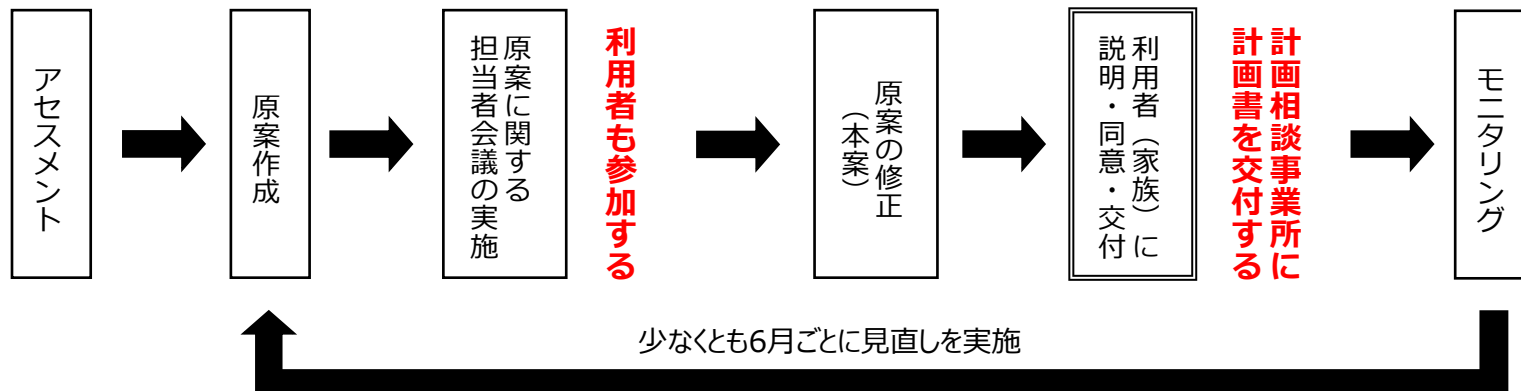 アセスメント
原案作成
原案に関する
担当者会議の実施
利用者も参加する
原案の修正
（本案）
利用者（家族）に
説明・同意・交付
計画相談事業所に
計画書を交付する
モニタリング
少なくとも6月ごとに見直しを実施